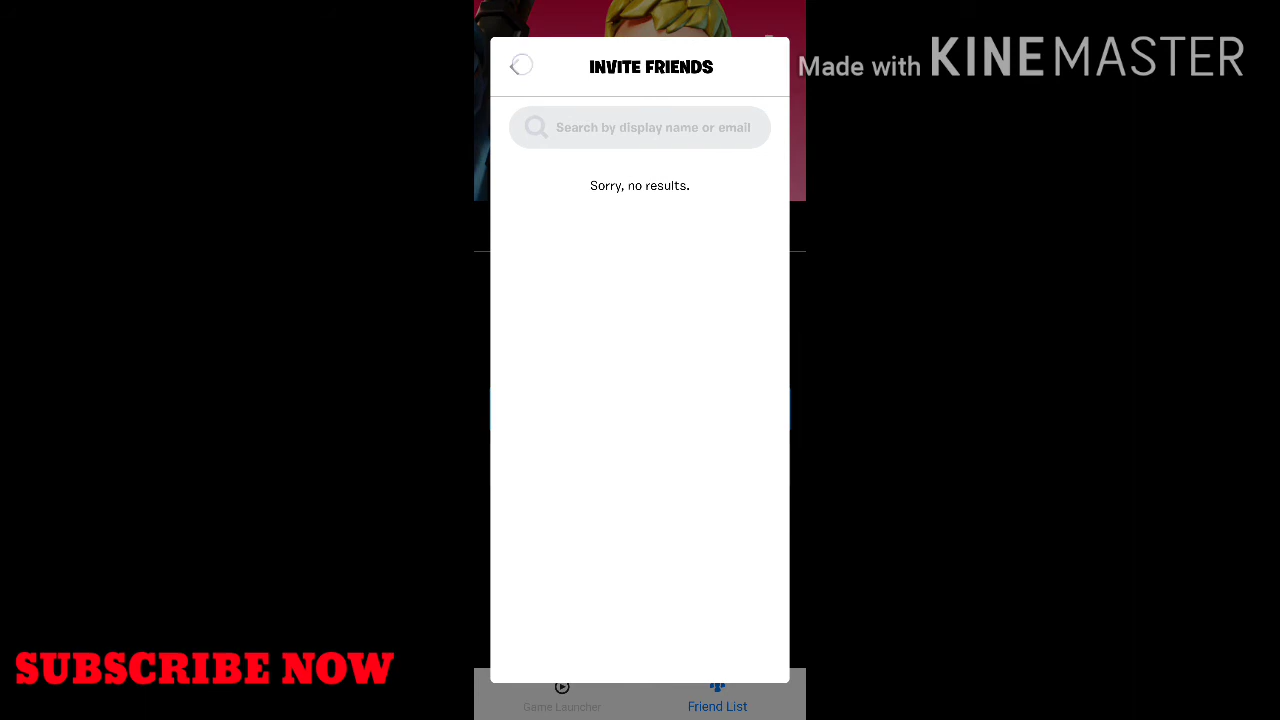 INVITE FRIENDS
Made with KINEMASTER
Search by display name or email
Sorry, no results.
SUBSCRIBE NOW
Game Launcher
Friend List